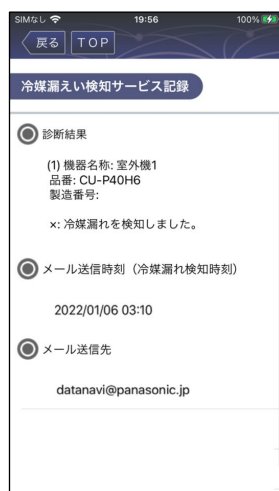 SIMなし 19:56 100%
戻る TOP
冷媒漏えい検知サービス記録
診断結果
(1) 機器名称: 室外機1
品番: CU-P40H6
製造番号:
×: 冷媒漏れを検知しました。
メール送信時刻（冷媒漏れ検知時刻）
2022/01/06 03:10
メール送信先
datanavi@panasonic.jp